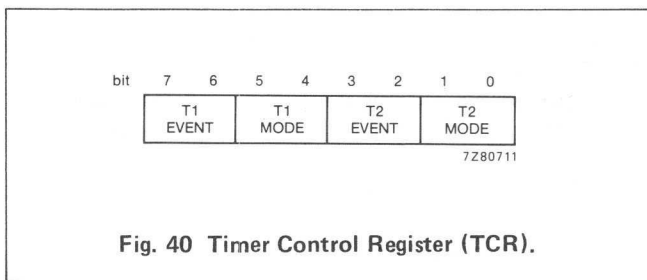 bit 7 6 5 4 3 2 1 0
T1 EVENT T1 MODE T2 EVENT T2 MODE
7Z80711
Fig. 40 Timer Control Register (TCR).